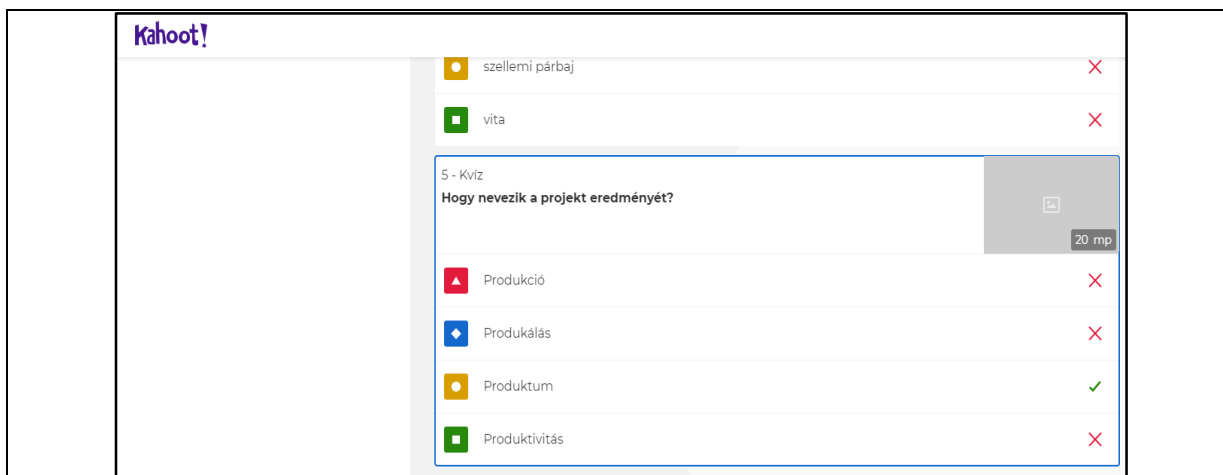 Kahoot!
szellemi párbaj
vita
5 - Kvíz
Hogy nevezik a projekt eredményét?
20 mp
Produkció
Produkálás
Produktum
Produktivitás